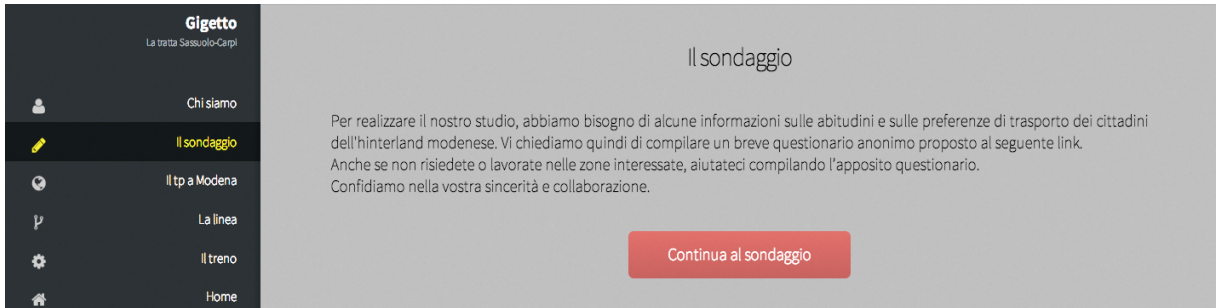 Gigetto
La tratta Sassuolo-Carpi
Chi siamo
Il sondaggio
Il tp a Modena
La linea
Il treno
Home
Il sondaggio
Per realizzare il nostro studio, abbiamo bisogno di alcune informazioni sulle abitudini e sulle preferenze di trasporto dei cittadini
dell'hinterland modenese. Vi chiediamo quindi di compilare un breve questionario anonimo proposto al seguente link.
Anche se non risiedete o lavorate nelle zone interessate, aiutateci compilando l'apposito questionario.
Confidiamo nella vostra sincerità e collaborazione.
Continua al sondaggio